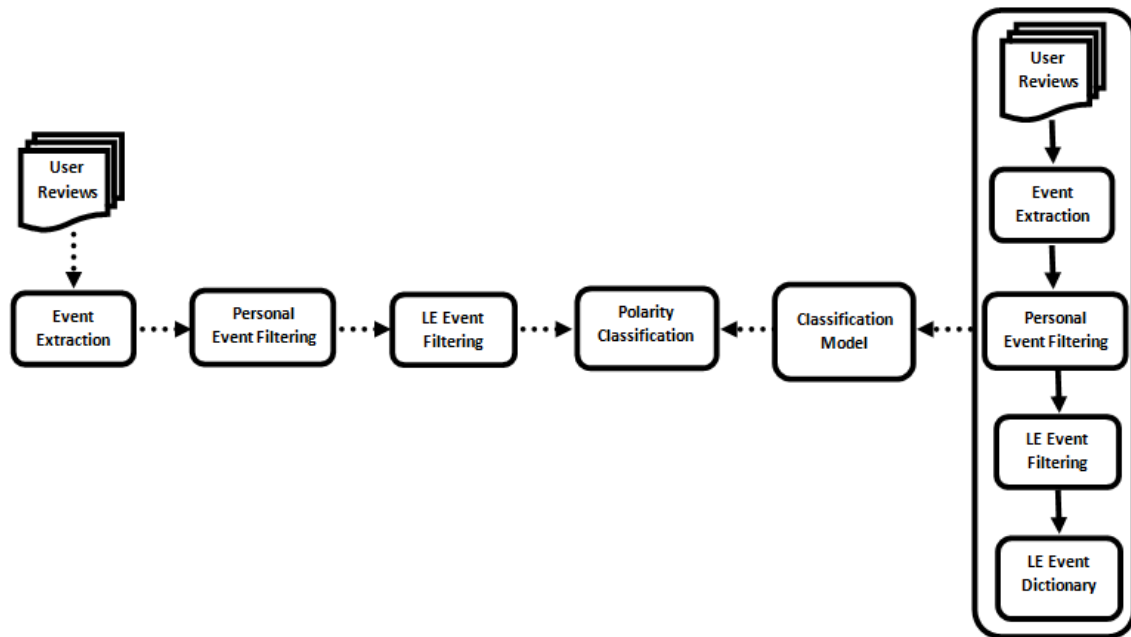 User
Reviews
Event
Extraction
Personal
Event Filtering
LE Event
Filtering
Polarity
Classification
Classification
Model
User
Reviews
Event
Extraction
Personal
Event Filtering
LE Event
Filtering
LE Event
Dictionary